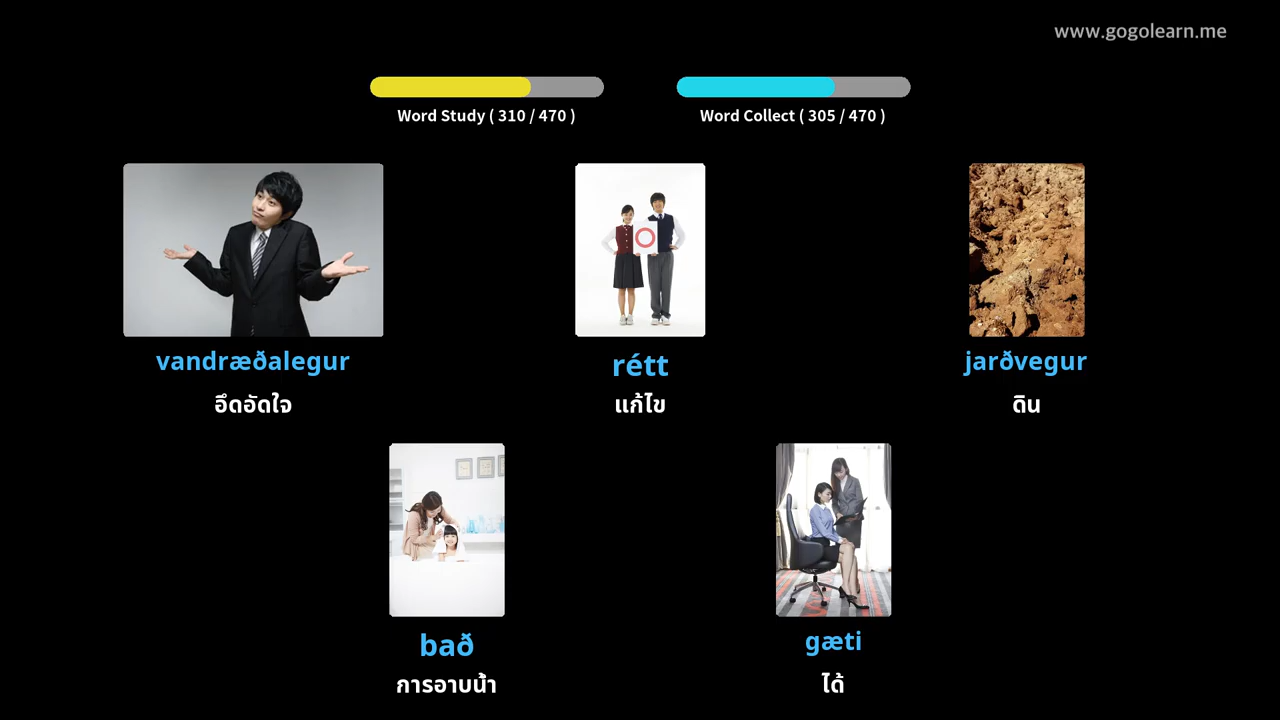 www.gogolearn.me
Word Study ( 310 / 470 )
Word Collect ( 305 / 470 )
vandræðalegur
อึดอัดใจ
rétt
แก้ไข
jarðvegur
ดิน
bað
การอาบน้ำ
gæti
ได้